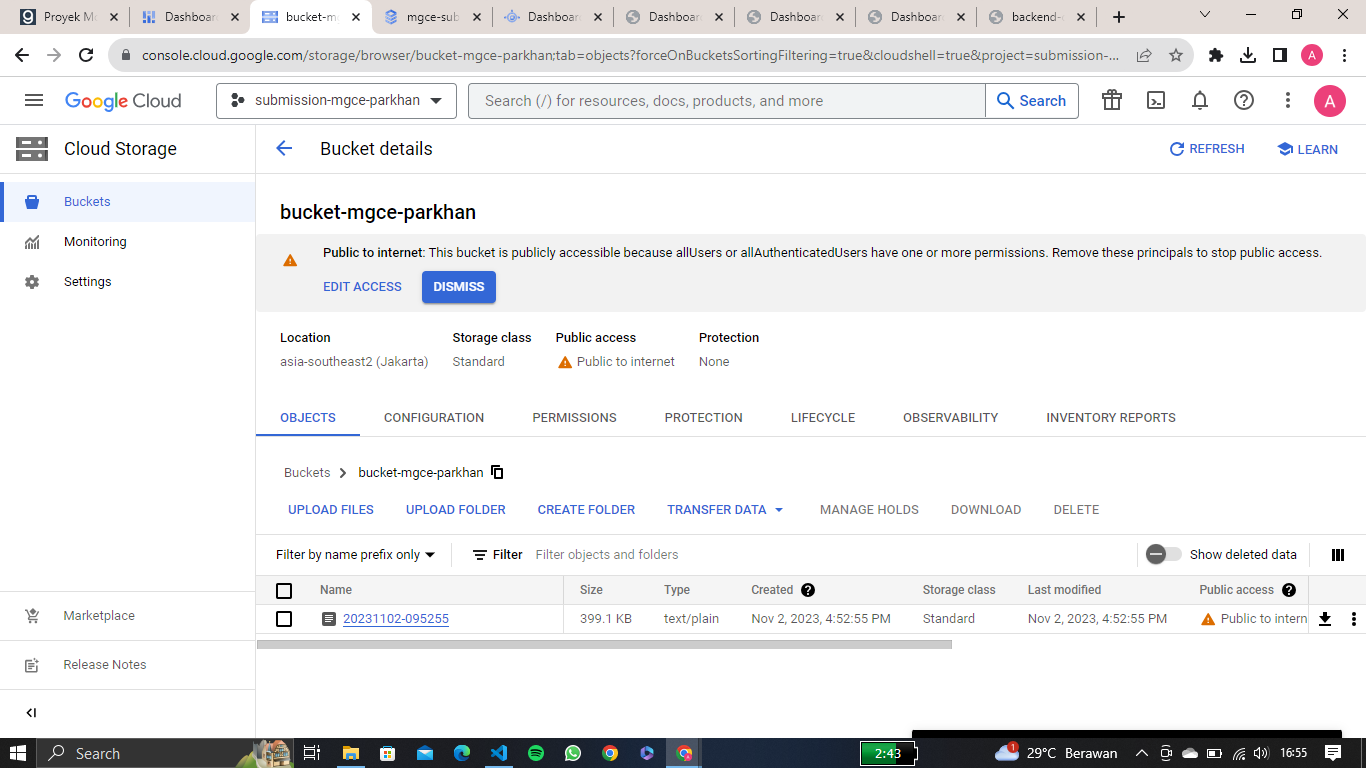 Proyek M
Dashboar
bucket-m
mgce-sub
Dashboar
Dashboar
Dashboar
Dashboar
backend-
console.cloud.google.com/storage/browser/bucket-mgce-parkhan;tab=objects?forceOnBucketsSortingFiltering=true&cloudshell=true&project=submission-...
A
Google Cloud
submission-mgce-parkhan
Search (/) for resources, docs, products, and more
Search
A
Cloud Storage
Bucket details
REFRESH
LEARN
Buckets
Monitoring
Settings
Marketplace
Release Notes
bucket-mgce-parkhan
Public to internet: This bucket is publicly accessible because allUsers or allAuthenticatedUsers have one or more permissions. Remove these principals to stop public access.
EDIT ACCESS
DISMISS
Location
Storage class
Public access
Protection
asia-southeast2 (Jakarta)
Standard
Public to internet
None
OBJECTS
CONFIGURATION
PERMISSIONS
PROTECTION
LIFECYCLE
OBSERVABILITY
INVENTORY REPORTS
Buckets
bucket-mgce-parkhan
UPLOAD FILES
UPLOAD FOLDER
CREATE FOLDER
TRANSFER DATA
MANAGE HOLDS
DOWNLOAD
DELETE
Filter by name prefix only
Filter
Filter objects and folders
Show deleted data
Name
Size
Type
Created
Storage class
Last modified
Public access
20231102-095255
399.1 KB
text/plain
Nov 2, 2023, 4:52:55 PM
Standard
Nov 2, 2023, 4:52:55 PM
Public to intern
Search
2:43
1
29°C Berawan
16:55